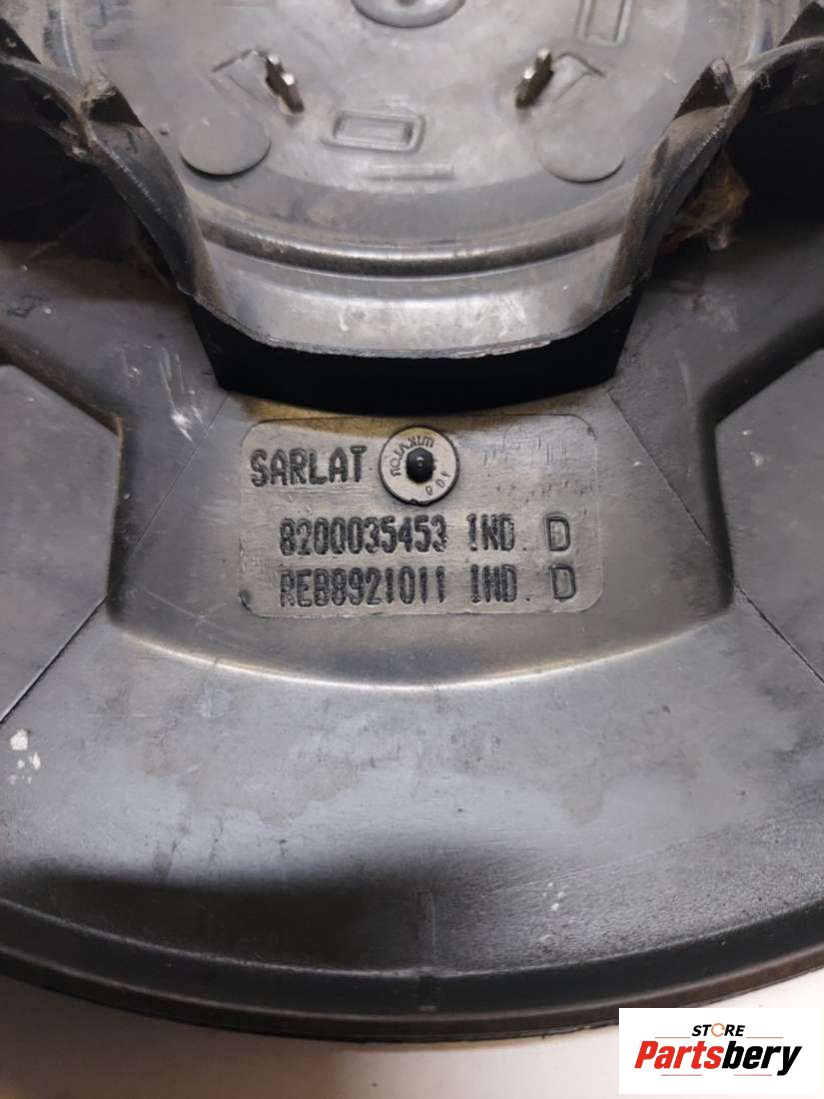 SARLAT
8200035453 IND. D
REB8921011 IND. D
STORE
Partsbery